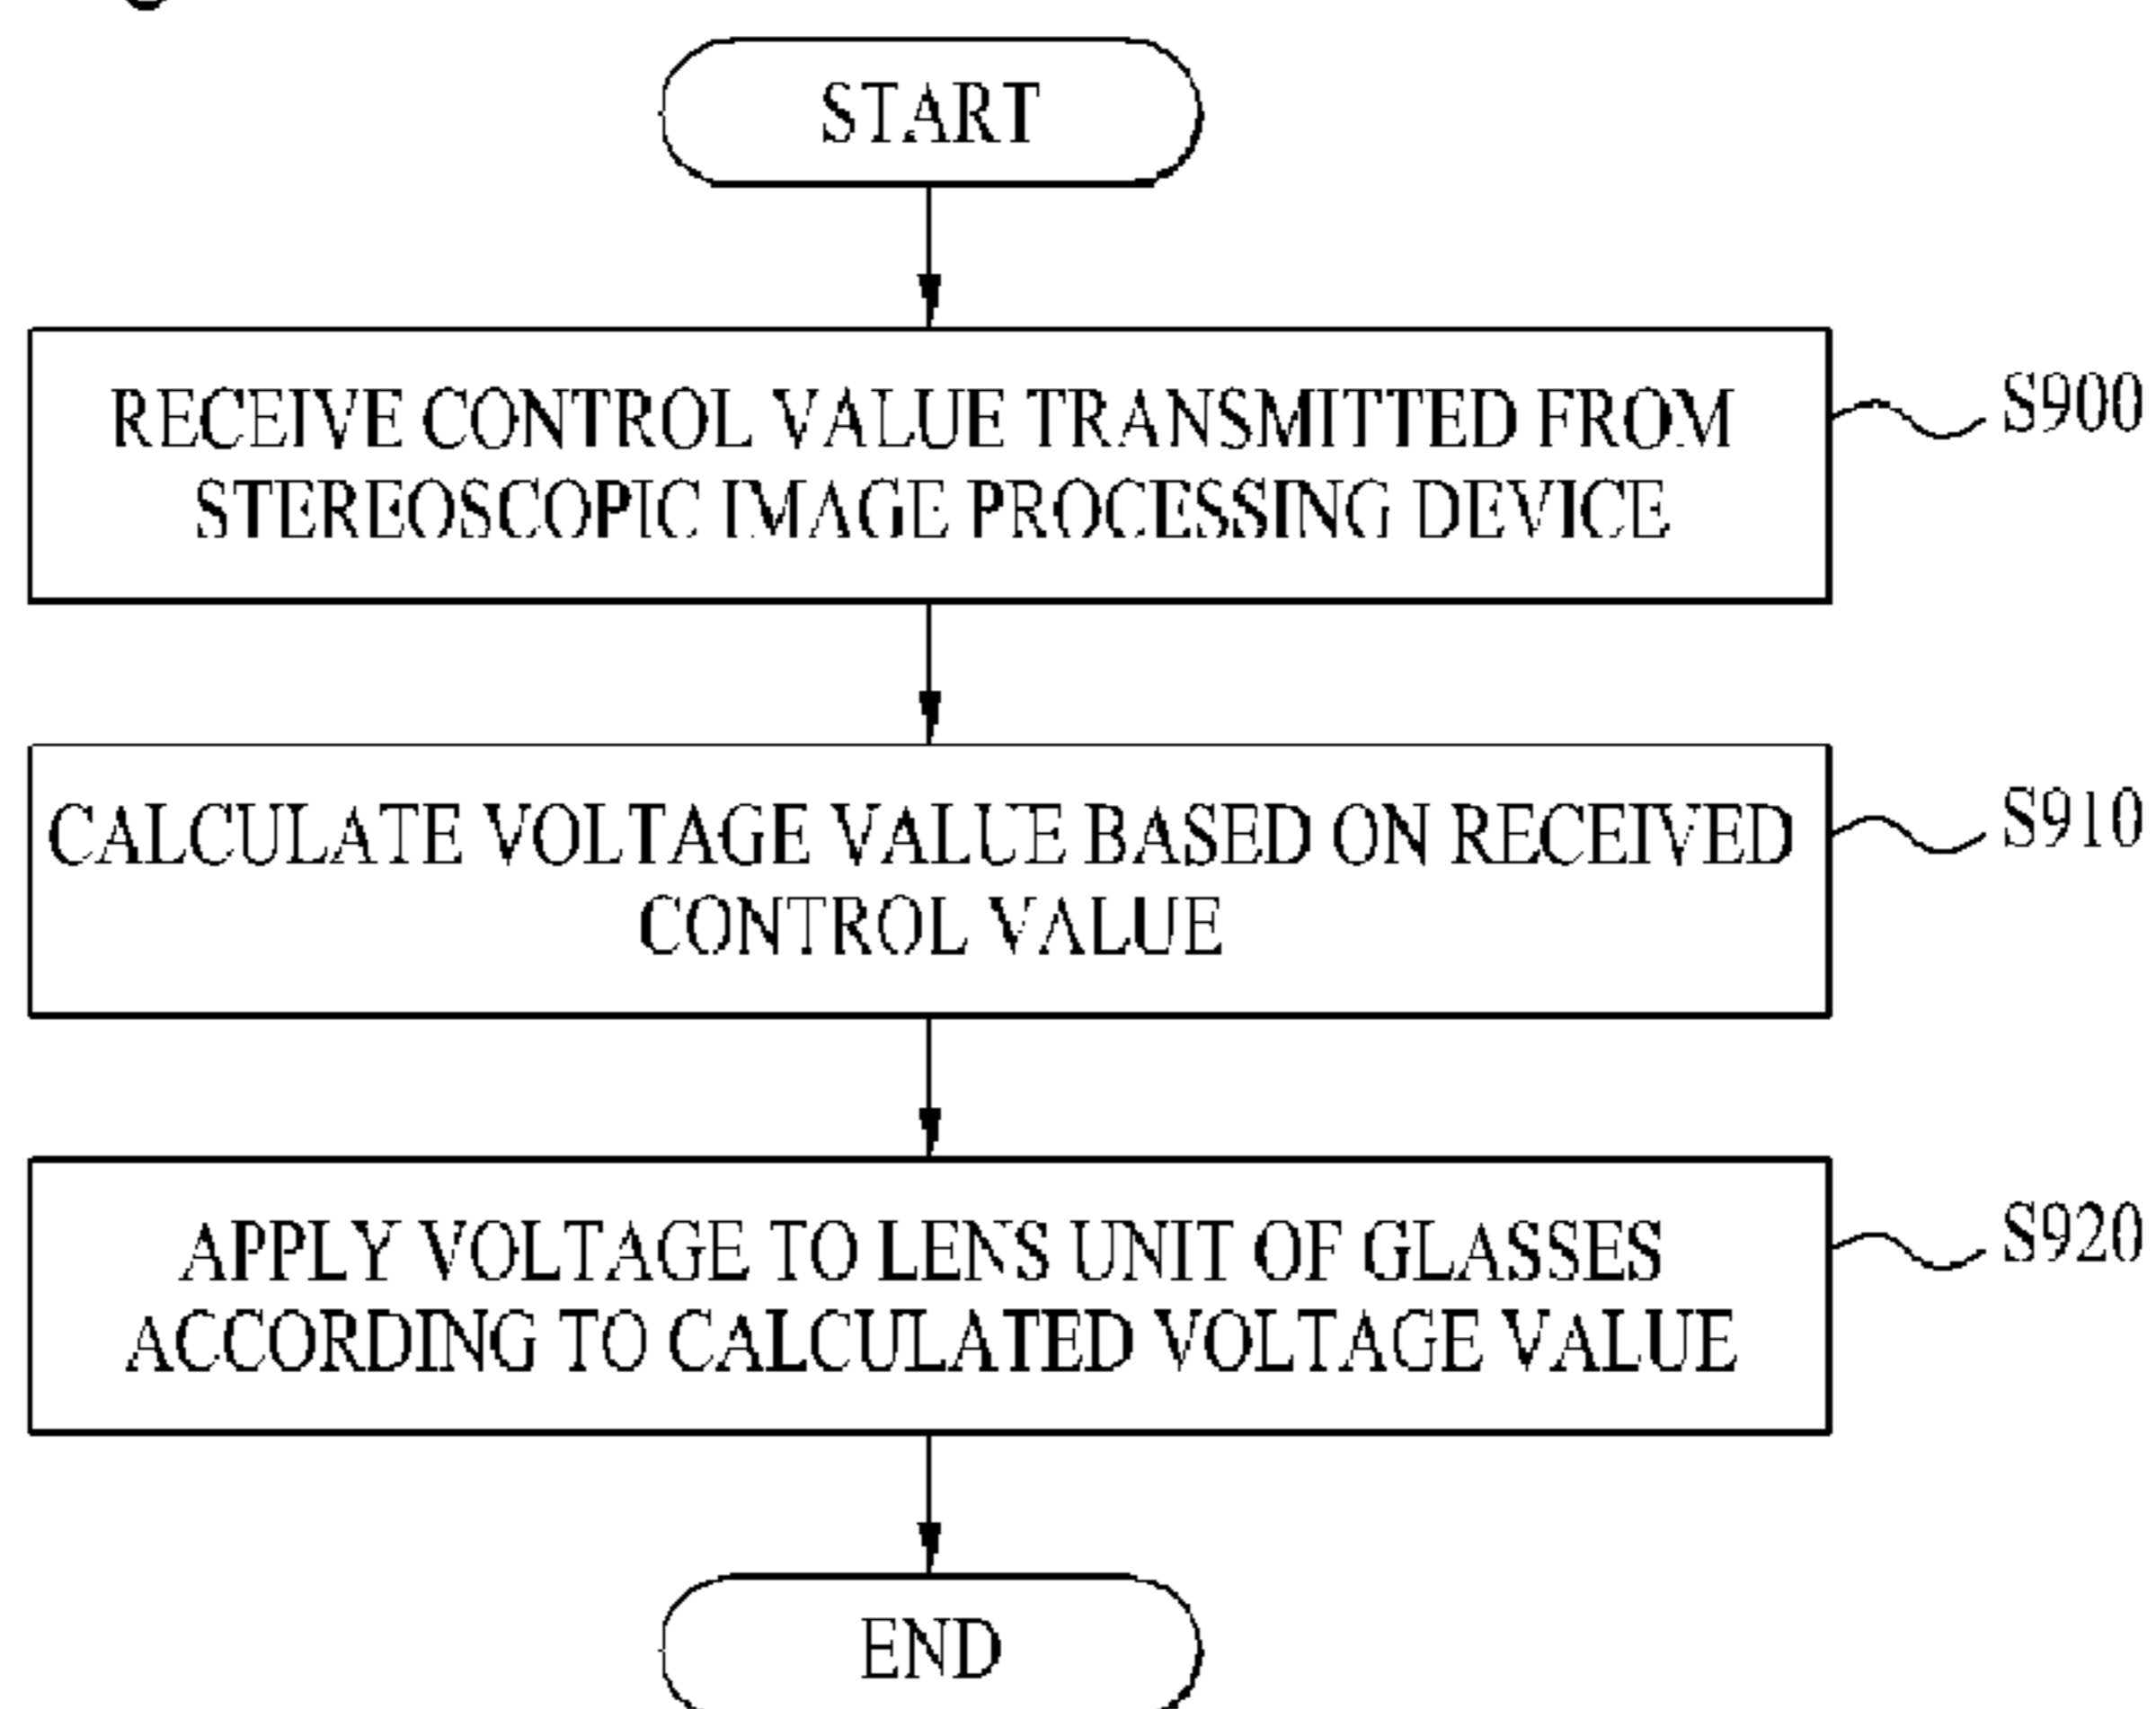 START
RECEIVE CONTROL VALUE TRANSMITTED FROM
STEREOSCOPIC IMAGE PROCESSING DEVICE
S900
CALCULATE VOLTAGE VALUE BASED ON RECEIVED
CONTROL VALUE
S910
APPLY VOLTAGE TO LENS UNIT OF GLASSES
ACCORDING TO CALCULATED VOLTAGE VALUE
S920
END